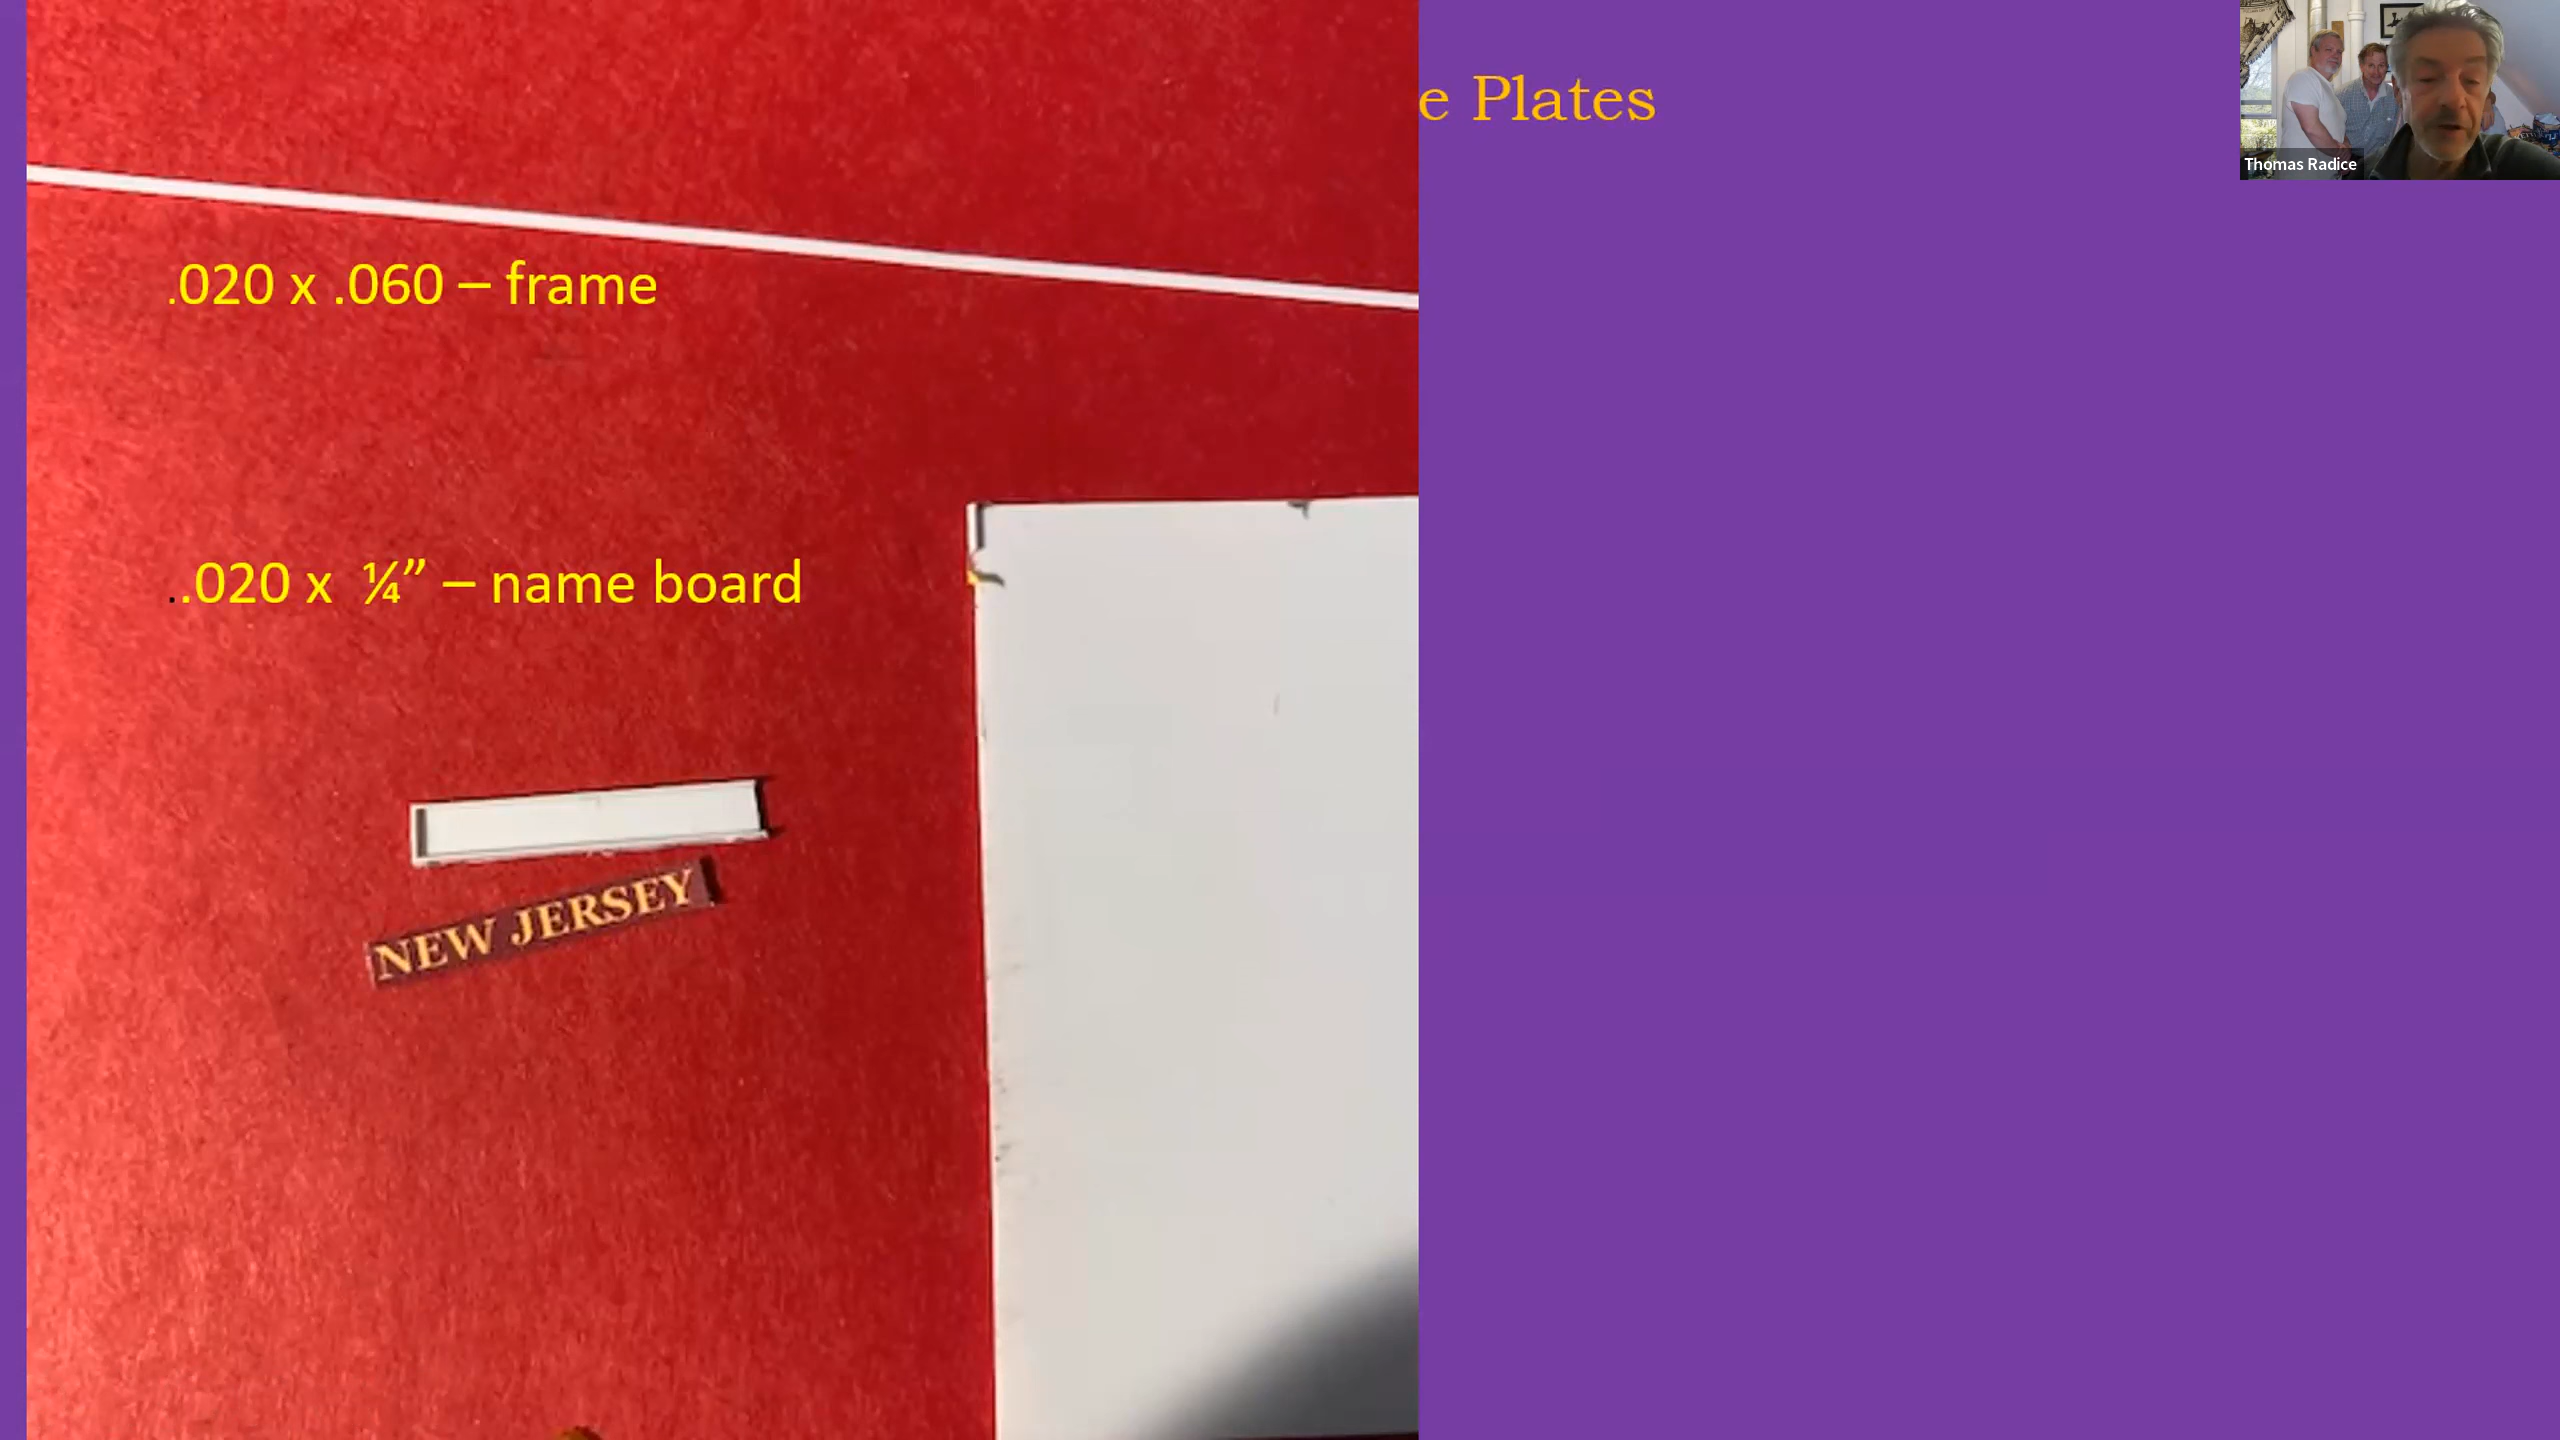 e Plates
Thomas Radice
.020 x .060 – frame
..020 x ¼” – name board
NEW JERSEY